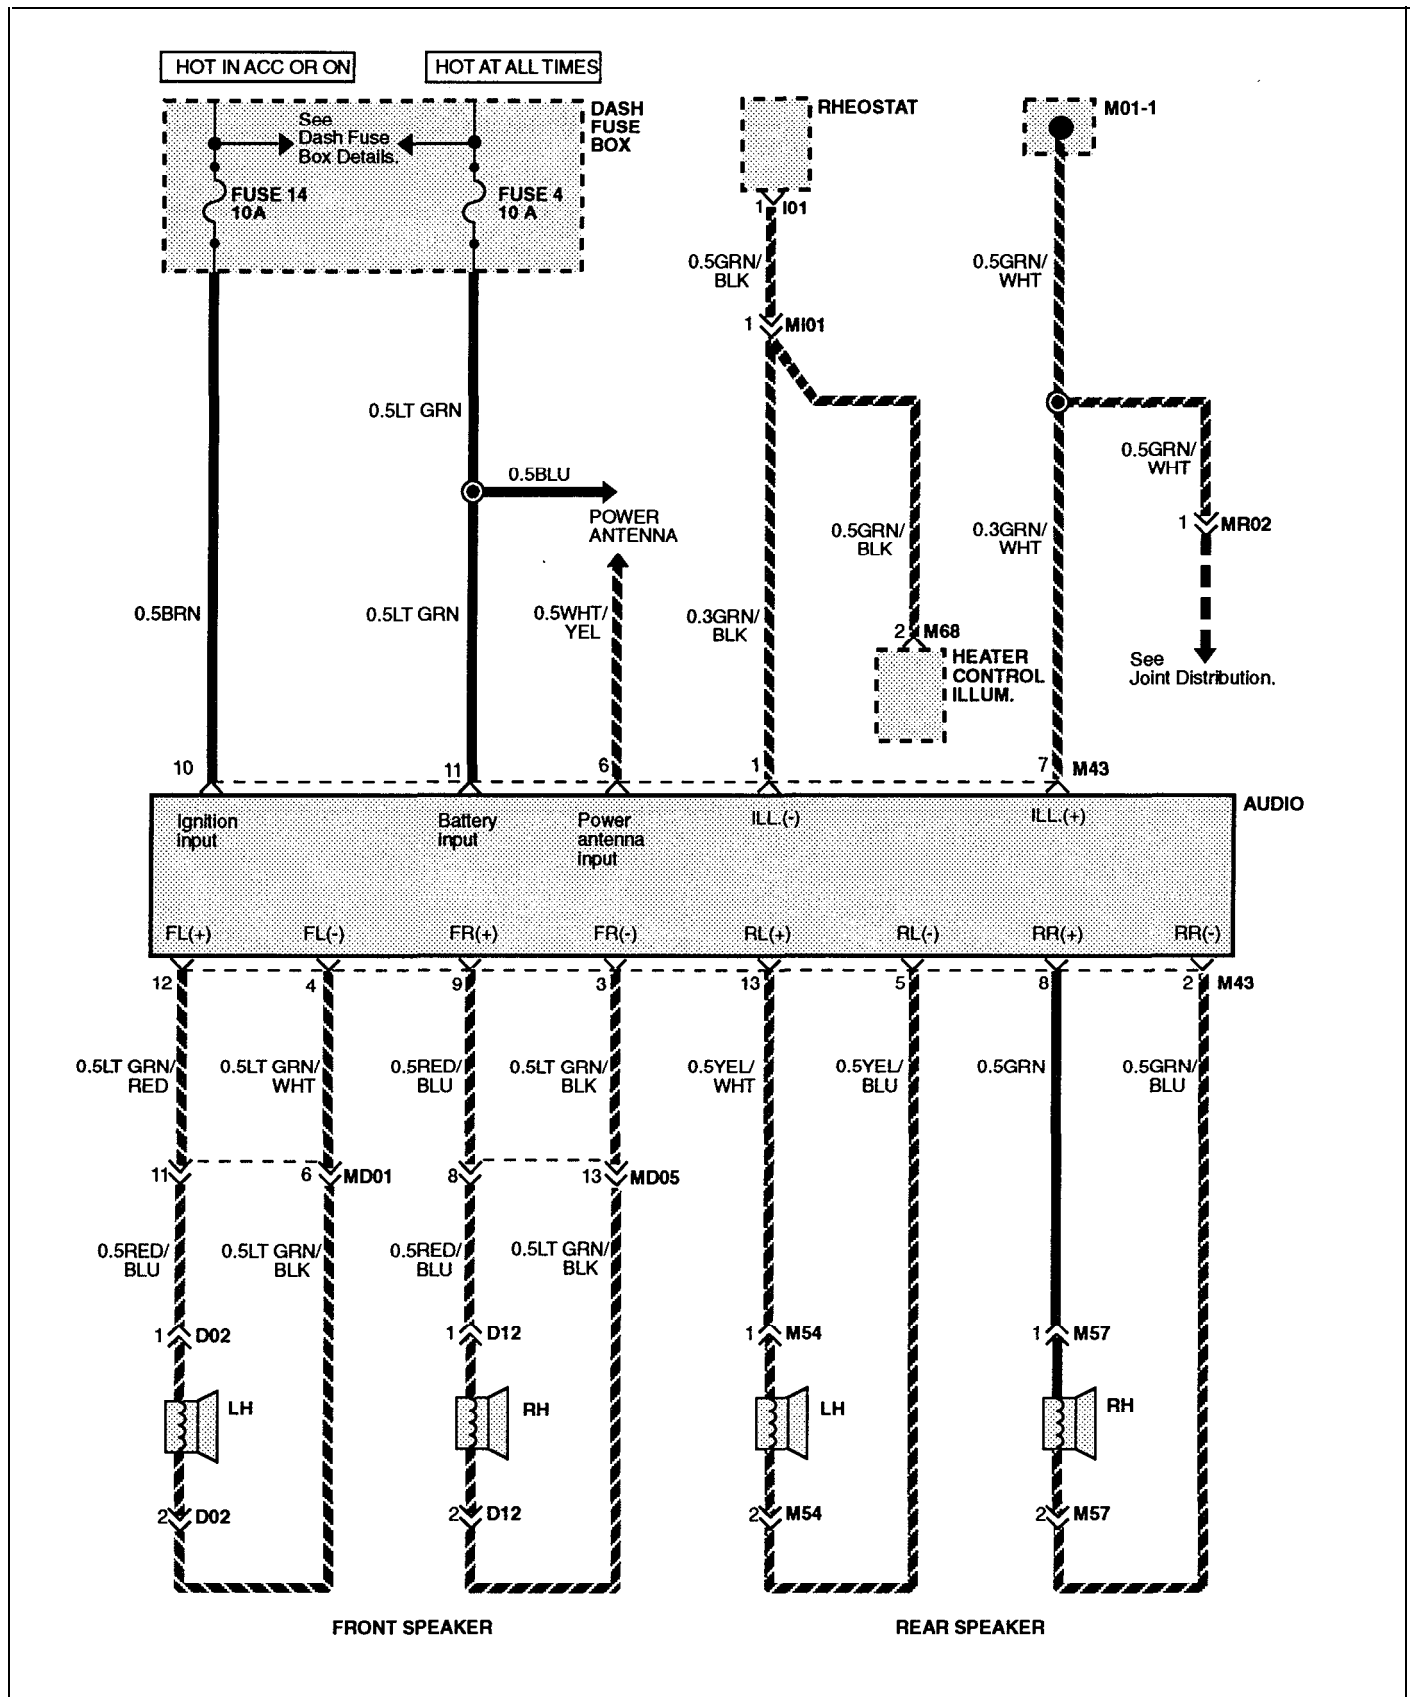 HOT IN ACC OR ON
HOT AT ALL TIMES
DASH
FUSE
BOX
See
Dash Fuse
Box Details.
FUSE 14
10A
FUSE 4
10 A
RHEOSTAT
M01-1
1
I01
0.5GRN/
BLK
0.5GRN/
WHT
1
MI01
0.5LT GRN
0.5BLU
POWER
ANTENNA
0.5GRN/
WHT
1
MR02
0.5GRN/
BLK
0.3GRN/
WHT
0.5BRN
0.5LT GRN
0.5WHT/
YEL
0.3GRN/
BLK
2
M68
HEATER
CONTROL
ILLUM.
See
Joint Distribution.
10
11
6
1
7
M43
AUDIO
Ignition
input
Battery
input
Power
antenna
input
ILL.(-)
ILL.(+)
FL(+)
FL(-)
FR(+)
FR(-)
RL(+)
RL(-)
RR(+)
RR(-)
12
4
9
3
13
5
8
2
M43
0.5LT GRN/
RED
0.5LT GRN/
WHT
0.5RED/
BLU
0.5LT GRN/
BLK
0.5YEL/
WHT
0.5YEL/
BLU
0.5GRN
0.5GRN/
BLU
11
6
MD01
8
13
MD05
0.5RED/
BLU
0.5LT GRN/
BLK
0.5RED/
BLU
0.5LT GRN/
BLK
1
D02
1
D12
1
M54
1
M57
LH
RH
LH
RH
2
D02
2
D12
2
M54
2
M57
FRONT SPEAKER
REAR SPEAKER